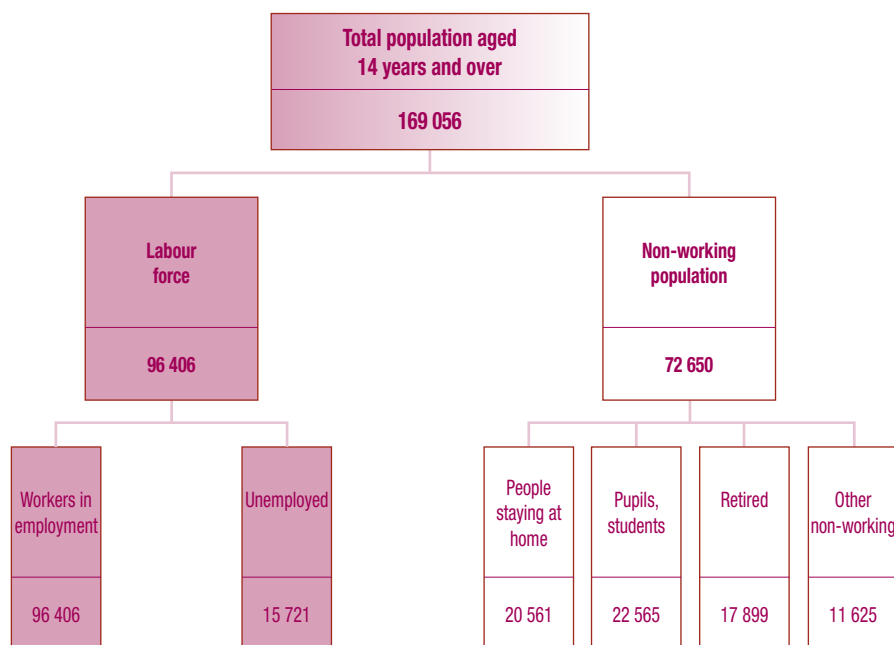 Total population aged
14 years and over
169 056
Labour
force
96 406
Non-working
population
72 650
Workers in
employment
96 406
Unemployed
15 721
People
staying at
home
20 561
Pupils,
students
22 565
Retired
17 899
Other
non-working
11 625